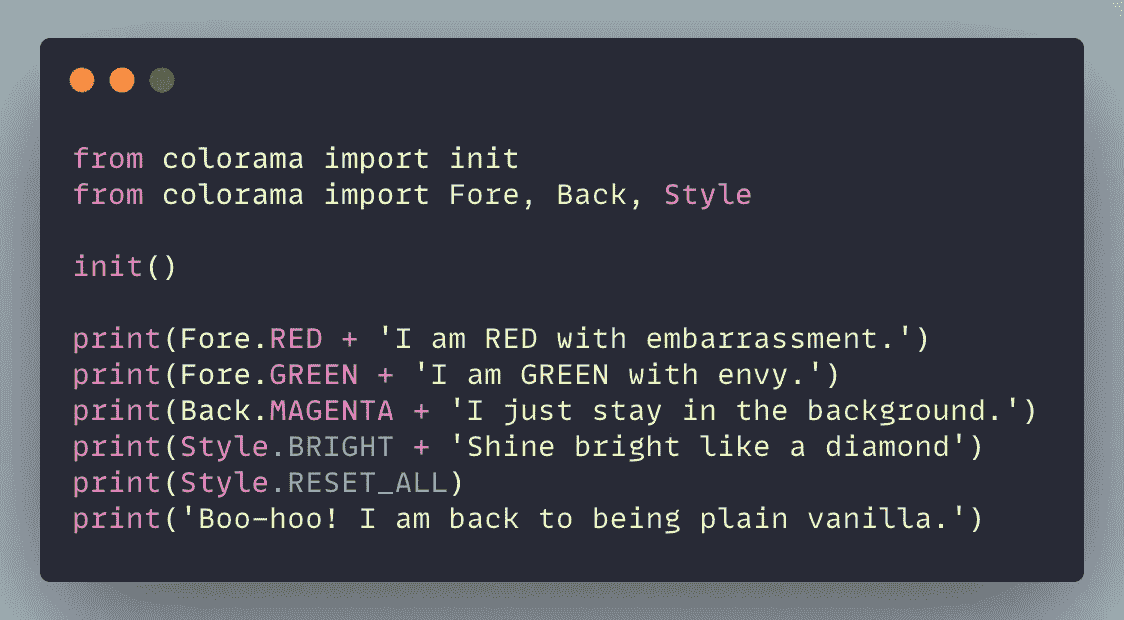 from colorama import init
from colorama import Fore, Back, Style
init()
print(Fore.RED + 'I am RED with embarrassment.')
print(Fore.GREEN + 'I am GREEN with envy.')
print(Back.MAGENTA + 'I just stay in the background.')
print(Style.BRIGHT + 'Shine bright like a diamond')
print(Style.RESET_ALL)
print('Boo-hoo! I am back to being plain vanilla.')